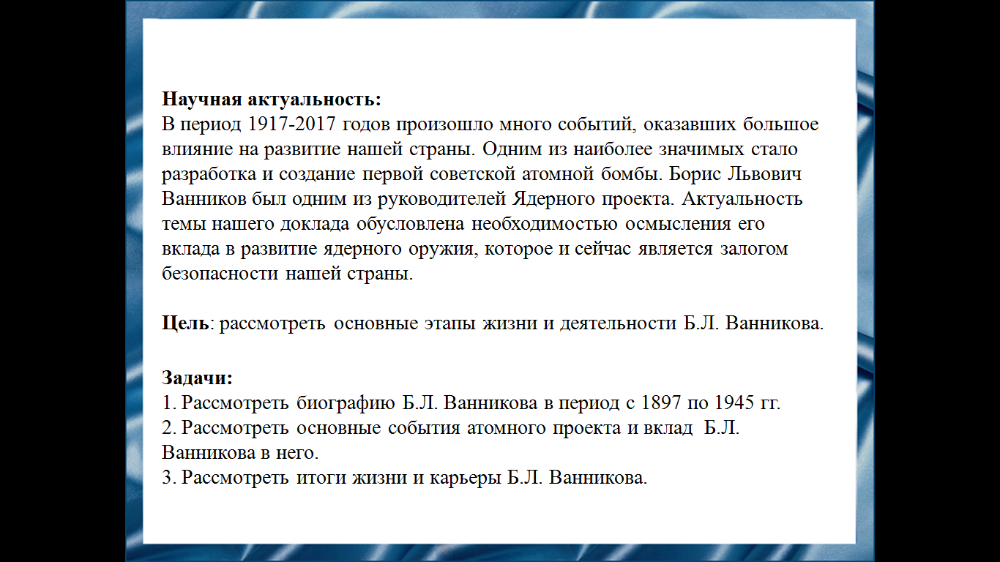 Научная актуальность:
В период 1917-2017 годов произошло много событий, оказавших большое
влияние на развитие нашей страны. Одним из наиболее значимых стало
разработка и создание первой советской атомной бомбы. Борис Львович
Ванников был одним из руководителей Ядерного проекта. Актуальность
темы нашего доклада обусловлена необходимостью осмысления его
вклада в развитие ядерного оружия, которое и сейчас является залогом
безопасности нашей страны.
Цель: рассмотреть основные этапы жизни и деятельности Б.Л. Ванникова.
Задачи:
1. Рассмотреть биографию Б.Л. Ванникова в период с 1897 по 1945 гг.
2. Рассмотреть основные события атомного проекта и вклад Б.Л.
Ванникова в него.
3. Рассмотреть итоги жизни и карьеры Б.Л. Ванникова.